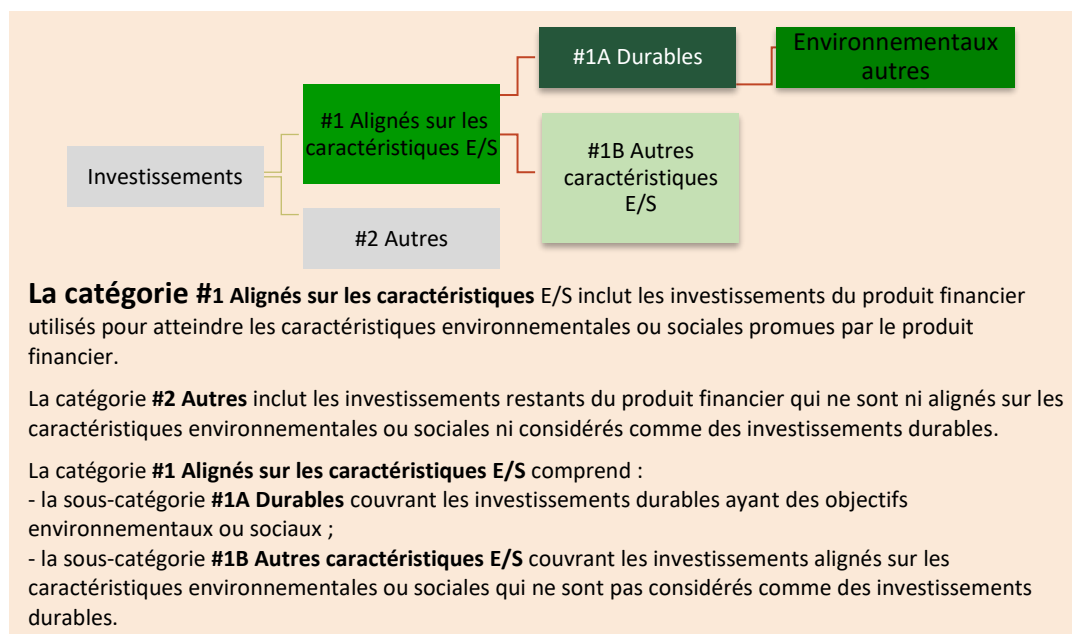 #1A Durables
Environnementaux
autres
#1 Alignés sur les
caractéristiques E/S
#1B Autres
caractéristiques
E/S
Investissements
#2 Autres
La catégorie #1 Alignés sur les caractéristiques E/S inclut les investissements du produit financier
utilisés pour atteindre les caractéristiques environnementales ou sociales promues par le produit
financier.
La catégorie #2 Autres inclut les investissements restants du produit financier qui ne sont ni alignés sur les
caractéristiques environnementales ou sociales ni considérés comme des investissements durables.
La catégorie #1 Alignés sur les caractéristiques E/S comprend :
- la sous-catégorie #1A Durables couvrant les investissements durables ayant des objectifs
environnementaux ou sociaux ;
- la sous-catégorie #1B Autres caractéristiques E/S couvrant les investissements alignés sur les
caractéristiques environnementales ou sociales qui ne sont pas considérés comme des investissements
durables.